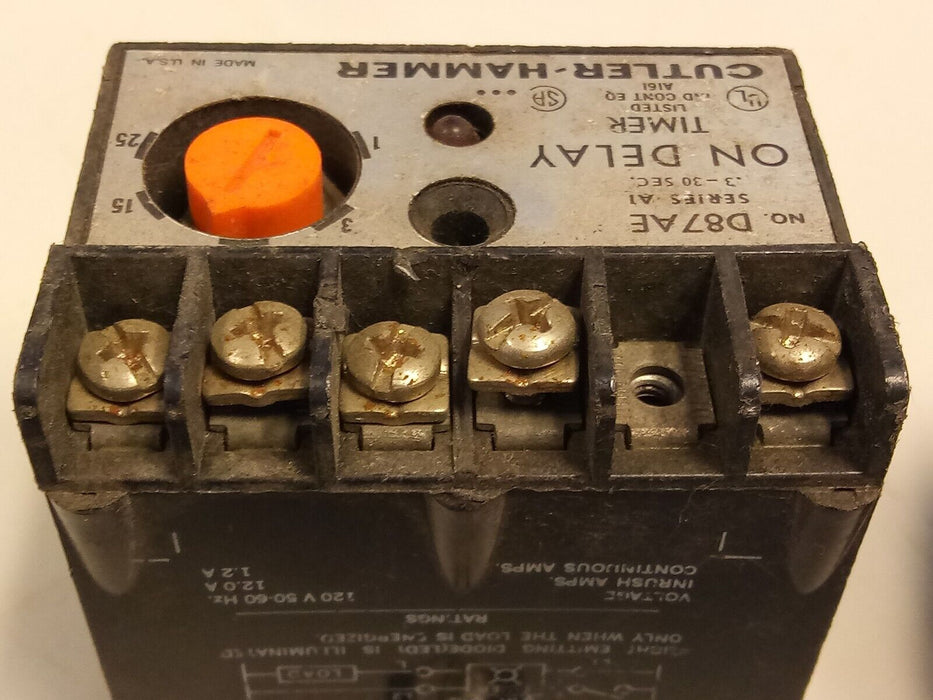 CUTLER-HAMMER
MADE IN U.S.A.
UL
LISTED
IND CONT EQ
A161
SA
TIMER
ON DELAY
.3 - 30 SEC.
SERIES A1
NO. D87AE
1
3
15
25
LIGHT EMITTING DIODE(LED) IS ILLUMINATED
ONLY WHEN THE LOAD IS ENERGIZED.
RATINGS
VOLTAGE 120 V 50-60 Hz.
INRUSH AMPS. 12.0 A
CONTINUOUS AMPS. 1.2 A
LOAD
L